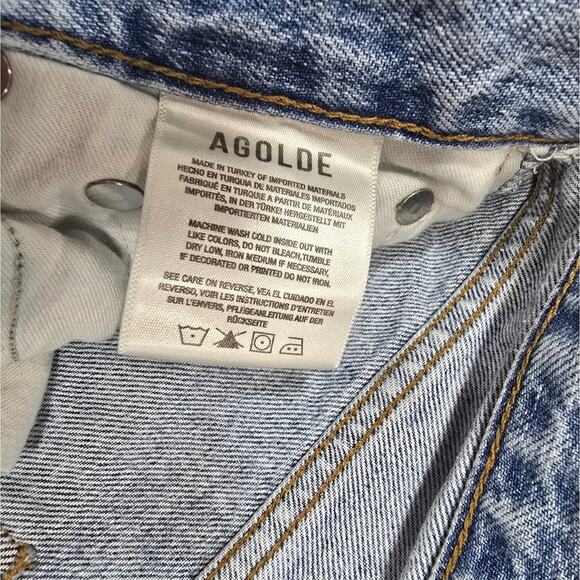 AGOLDE
MADE IN TURKEY OF IMPORTED MATERIALS
HECHO EN TURQUIA DE MATERIALES IMPORTADOS
FABRIQUÉ EN TURQUIE A PARTIR DE MATÉRIAUX
IMPORTÉS, IN DER TÜRKEI HERGESTELLT MIT
IMPORTIERTEN MATERIALIEN
MACHINE WASH COLD INSIDE OUT WITH
LIKE COLORS, DO NOT BLEACH,TUMBLE
DRY LOW, IRON MEDIUM IF NECESSARY,
IF DECORATED OR PRINTED DO NOT IRON.
SEE CARE ON REVERSE, VEA EL CUIDADO EN EL
REVERSO, VOIR LES INSTRUCTIONS D'ENTRETIEN
SUR L'ENVERS, PFLEGEANLEITUNG AUF DER
RÜCKSEITE